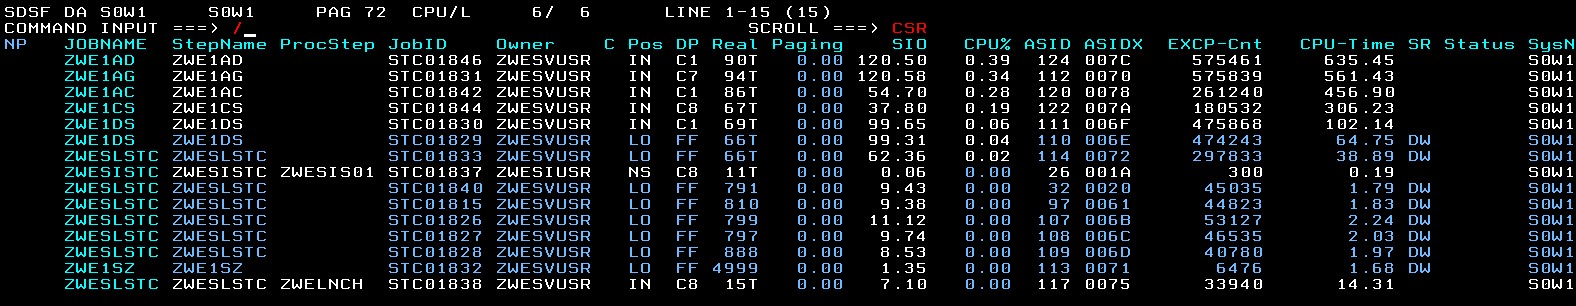 SDSF DA S0W1 S0W1 PAG 72 CPU/L 6/ 6 LINE 1-15 (15)
COMMAND INPUT ===> /_ SCROLL ===> CSR
NP JOBNAME StepName ProcStep JobID Owner C Pos DP Real Paging SIO CPU% ASID ASIDX EXCP-Cnt CPU-Time SR Status SysN
ZWE1AD ZWE1AD STC01846 ZWESVUSR IN C1 90T 0.00 120.50 0.39 124 007C 575461 635.45 S0W1
ZWE1AG ZWE1AG STC01831 ZWESVUSR IN C7 94T 0.00 120.58 0.34 112 0070 575839 561.43 S0W1
ZWE1AC ZWE1AC STC01842 ZWESVUSR IN C1 86T 0.00 54.70 0.28 120 0078 261240 456.90 S0W1
ZWE1CS ZWE1CS STC01844 ZWESVUSR IN C8 67T 0.00 37.80 0.19 122 007A 180532 306.23 S0W1
ZWE1DS ZWE1DS STC01830 ZWESVUSR IN C1 69T 0.00 99.65 0.06 111 006F 475868 102.14 S0W1
ZWE1DS ZWE1DS STC01829 ZWESVUSR LO FF 66T 0.00 99.31 0.04 110 006E 474243 64.75 DW S0W1
ZWESLSTC ZWESLSTC STC01833 ZWESVUSR LO FF 66T 0.00 62.36 0.02 114 0072 297833 38.89 DW S0W1
ZWESISTC ZWESISTC ZWESIS01 STC01837 ZWESIUSR NS C8 11T 0.00 0.06 0.00 26 001A 300 0.19 S0W1
ZWESLSTC ZWESLSTC STC01840 ZWESVUSR LO FF 791 0.00 9.43 0.00 32 0020 45035 1.79 DW S0W1
ZWESLSTC ZWESLSTC STC01815 ZWESVUSR LO FF 810 0.00 9.38 0.00 97 0061 44823 1.83 DW S0W1
ZWESLSTC ZWESLSTC STC01826 ZWESVUSR LO FF 799 0.00 11.12 0.00 107 006B 53127 2.24 DW S0W1
ZWESLSTC ZWESLSTC STC01827 ZWESVUSR LO FF 797 0.00 9.74 0.00 108 006C 46535 2.03 DW S0W1
ZWESLSTC ZWESLSTC STC01828 ZWESVUSR LO FF 888 0.00 8.53 0.00 109 006D 40780 1.97 DW S0W1
ZWE1SZ ZWE1SZ STC01832 ZWESVUSR LO FF 4999 0.00 1.35 0.00 113 0071 6476 1.68 DW S0W1
ZWESLSTC ZWESLSTC ZWELNCH STC01838 ZWESVUSR IN C8 15T 0.00 7.10 0.00 117 0075 33940 14.31 S0W1